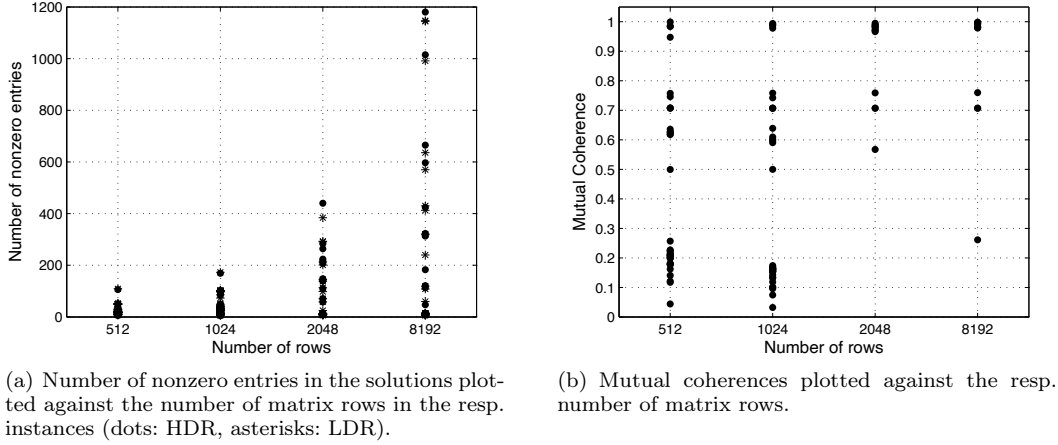 1200
1000
800
600
400
200
0
Number of nonzero entries
512 1024 2048 8192
Number of rows
1
0.9
0.8
0.7
0.6
0.5
0.4
0.3
0.2
0.1
0
Mutual Coherence
512 1024 2048 8192
Number of rows
(a) Number of nonzero entries in the solutions plot-
ted against the number of matrix rows in the resp.
instances (dots: HDR, asterisks: LDR).
(b) Mutual coherences plotted against the resp.
number of matrix rows.